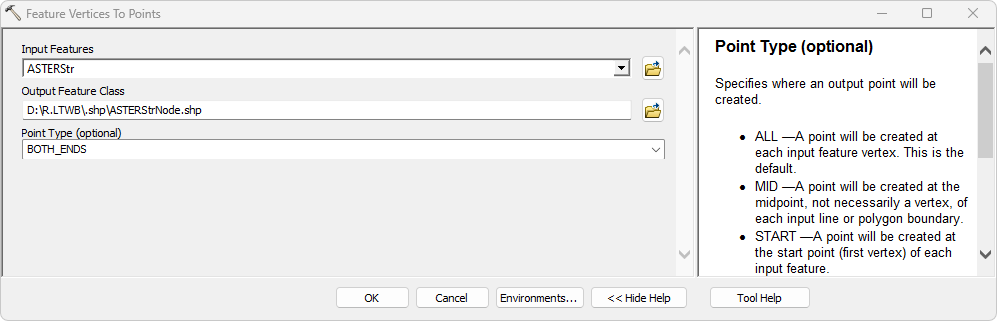 Feature Vertices To Points
Input Features
ASTERStr
Output Feature Class
D:\R.LTWB\.shp\ASTERStrNode.shp
Point Type (optional)
BOTH_ENDS
Point Type (optional)
Specifies where an output point will be
created.
• ALL —A point will be created at
each input feature vertex. This is the
default.
• MID —A point will be created at the
midpoint, not necessarily a vertex, of
each input line or polygon boundary.
• START —A point will be created at
the start point (first vertex) of each
input feature.
OK
Cancel
Environments...
<< Hide Help
Tool Help